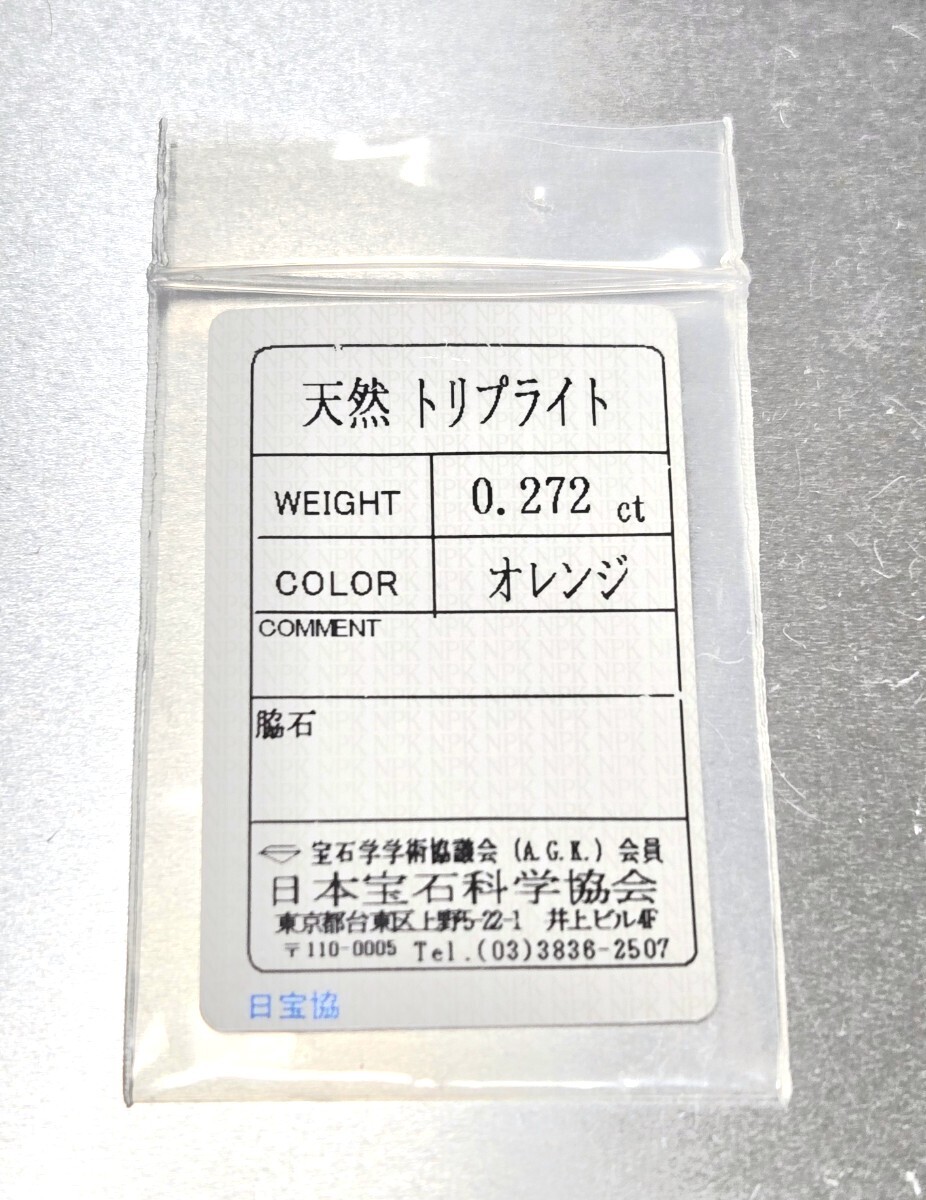 天然 トリプライト
WEIGHT 0.272 ct
COLOR オレンジ
COMMENT
脇石
宝石学学術協議会 (A.G.K.) 会員
日本宝石科学協会
東京都台東区上野5-22-1 井上ビル4F
〒110-0005 Tel.(03)3836-2507
日宝協